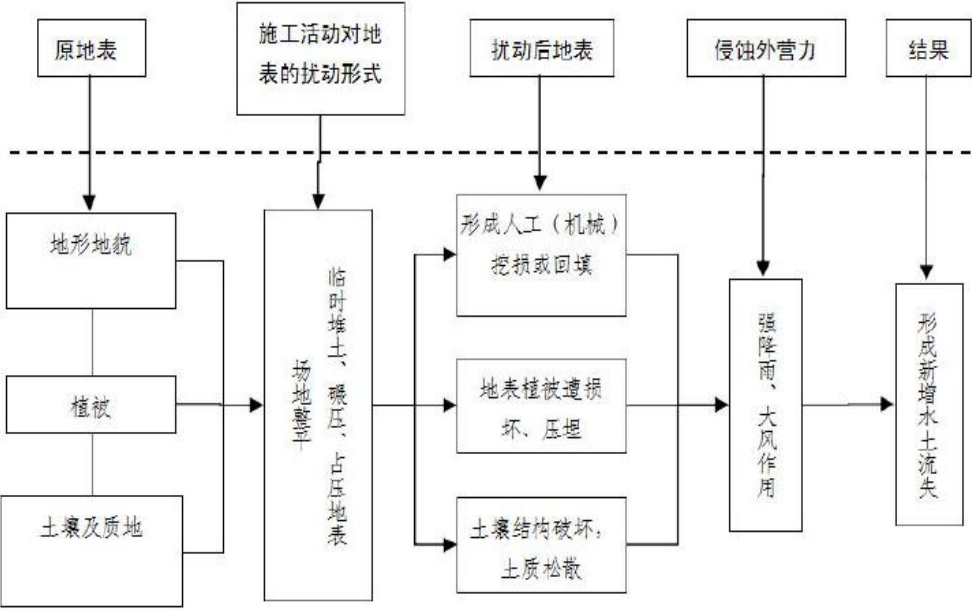 原地表
施工活动对地
表的扰动形式
扰动后地表
侵蚀外营力
结果
地形地貌
植被
土壤及质地
临时堆土、碾压、占压地表
场地整平
形成人工（机械）
挖损或回填
地表植被遭损
坏、压埋
土壤结构破坏，
土质松散
强降雨、大风作用
形成新增水土流失